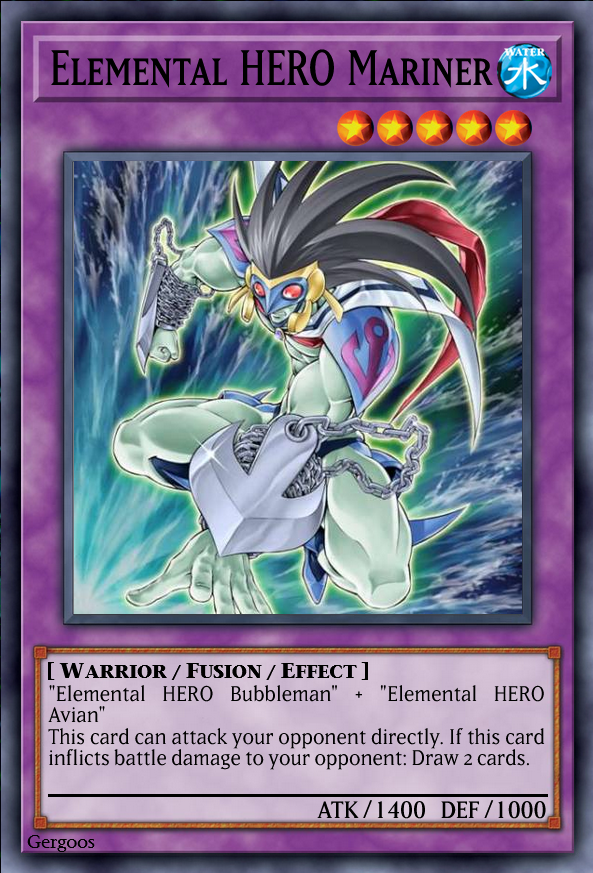 Elemental HERO Mariner
WATER
水
[ Warrior / Fusion / Effect ]
"Elemental HERO Bubbleman" + "Elemental HERO
Avian"
This card can attack your opponent directly. If this card
inflicts battle damage to your opponent: Draw 2 cards.
ATK / 1400 DEF / 1000
Gergoos